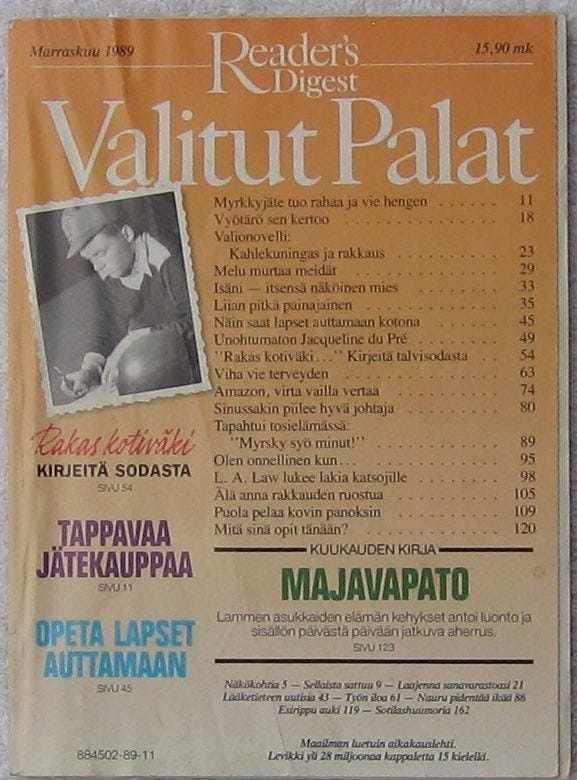 Marraskuu 1989
Reader's
Digest
15,90 mk
Valitut Palat
Myrkkyjäte tuo rahaa ja vie hengen . . . . . . 11
Vyötärö sen kertoo . . . . . . . . . . . . . 18
Valionovelli:
Kahlekuningas ja rakkaus . . . . . . . . . 23
Melu murtaa meidät . . . . . . . . . . . . . 29
Isäni — itsensä näköinen mies . . . . . . . . 33
Liian pitkä painajainen . . . . . . . . . . . 35
Näin saat lapset auttamaan kotona . . . . . . 45
Unohtumaton Jacqueline du Pré . . . . . . . . 49
"Rakas kotiväki . . ." Kirjeitä talvisodasta . . . 54
Viha vie terveyden . . . . . . . . . . . . . 63
Amazon, virta vailla vertaa . . . . . . . . . 74
Sinussakin piilee hyvä johtaja . . . . . . . . 80
Tapahtui tosielämässä:
"Myrsky syö minut!" . . . . . . . . . . . 89
Olen onnellinen kun . . . . . . . . . . . . . 95
L. A. Law lukee lakia katsojille . . . . . . . 98
Älä anna rakkauden ruostua . . . . . . . . . 105
Puola pelaa kovin panoksin . . . . . . . . . 109
Mitä sinä opit tänään? . . . . . . . . . . . 120
Rakas kotiväki
KIRJEITÄ SODASTA
SIVU 54
TAPPAVAA
JÄTEKAUPPAA
SIVU 11
OPETA LAPSET
AUTTAMAAN
SIVU 45
KUUKAUDEN KIRJA
MAJAVAPATO
Lammen asukkaiden elämän kehykset antoi luonto ja
sisällön päivästä päivään jatkuva aherrus.
SIVU 123
Näkökohtia 5 — Sellaista sattuu 9 — Laajenna sanavarastoasi 21
Lääketieteen uutisia 43 — Työn iloa 61 — Nauru pidentää ikää 86
Esirippu auki 119 — Sotilashuumoria 162
884502-89-11
Maailman luetuin aikakauslehti.
Levikki yli 28 miljoonaa kappaletta 15 kielellä.